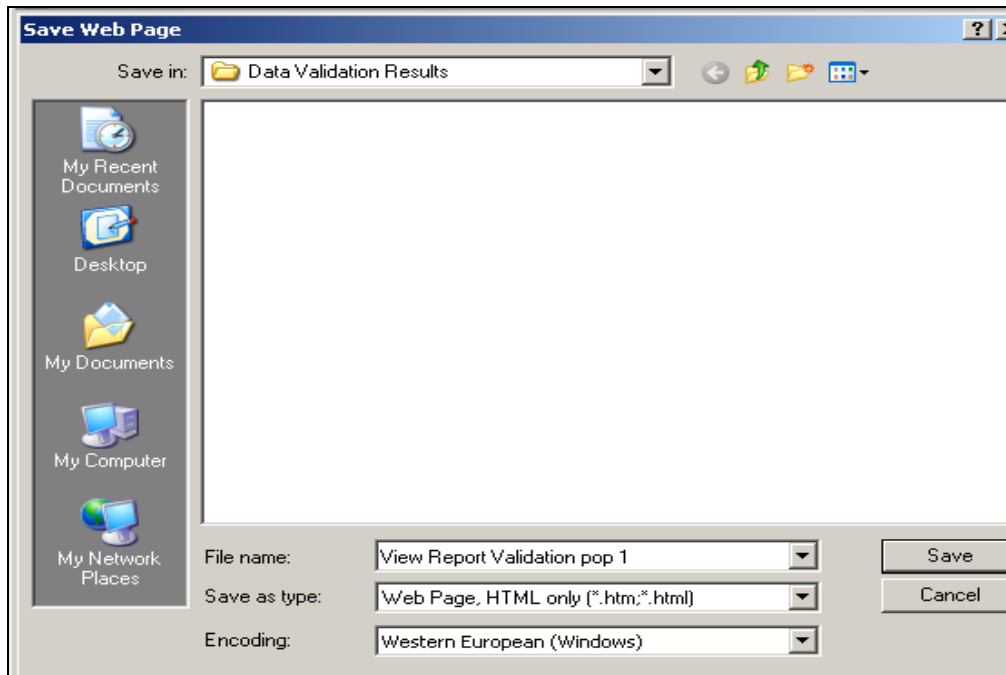 Save Web Page
?
Save in:
Data Validation Results
My Recent
Documents
Desktop
My Documents
My Computer
My Network
Places
File name:
View Report Validation pop 1
Save
Save as type:
Web Page, HTML only (*.htm;*.html)
Cancel
Encoding:
Western European (Windows)